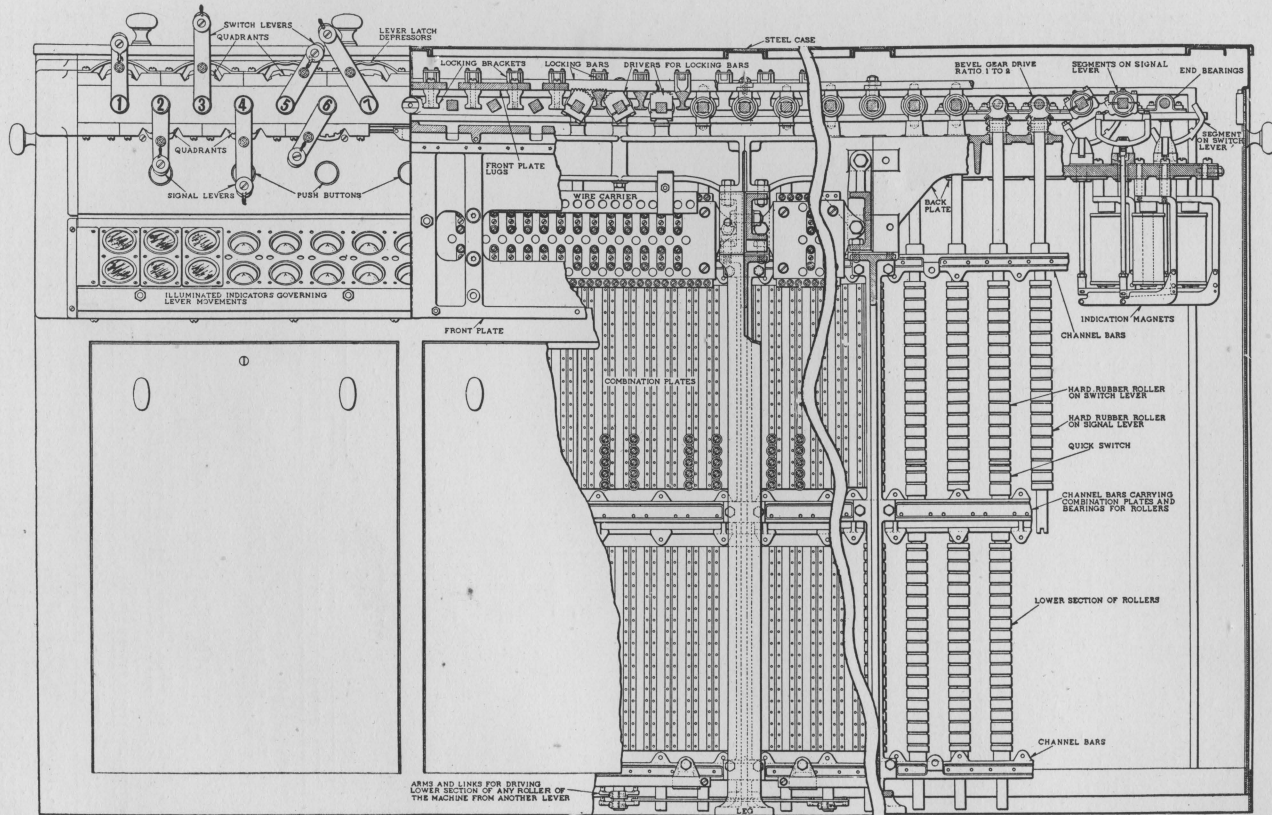 STEEL CASE
SWITCH LEVERS
QUADRANTS
LEVER LATCH
DEPRESSORS
LOCKING BRACKETS
LOCKING BARS
DRIVERS FOR LOCKING BARS
BEVEL GEAR DRIVE
RATIO 1 TO 2
SEGMENTS ON SIGNAL
LEVER
END BEARINGS
1
2
3
4
5
6
7
SEGMENT
ON SWITCH
LEVER
QUADRANTS
SIGNAL LEVERS
PUSH BUTTONS
FRONT PLATE
LUGS
WIRE CARRIER
BACK
PLATE
ILLUMINATED INDICATORS GOVERNING
LEVER MOVEMENTS
FRONT PLATE
INDICATION MAGNETS
CHANNEL BARS
COMBINATION PLATES
HARD RUBBER ROLLER
ON SWITCH LEVER
HARD RUBBER ROLLER
ON SIGNAL LEVER
QUICK SWITCH
CHANNEL BARS CARRYING
COMBINATION PLATES AND
BEARINGS FOR ROLLERS
LOWER SECTION OF ROLLERS
CHANNEL BARS
ARMS AND LINKS FOR DRIVING
LOWER SECTION OF ANY ROLLER OF
THE MACHINE FROM ANOTHER LEVER
LEG